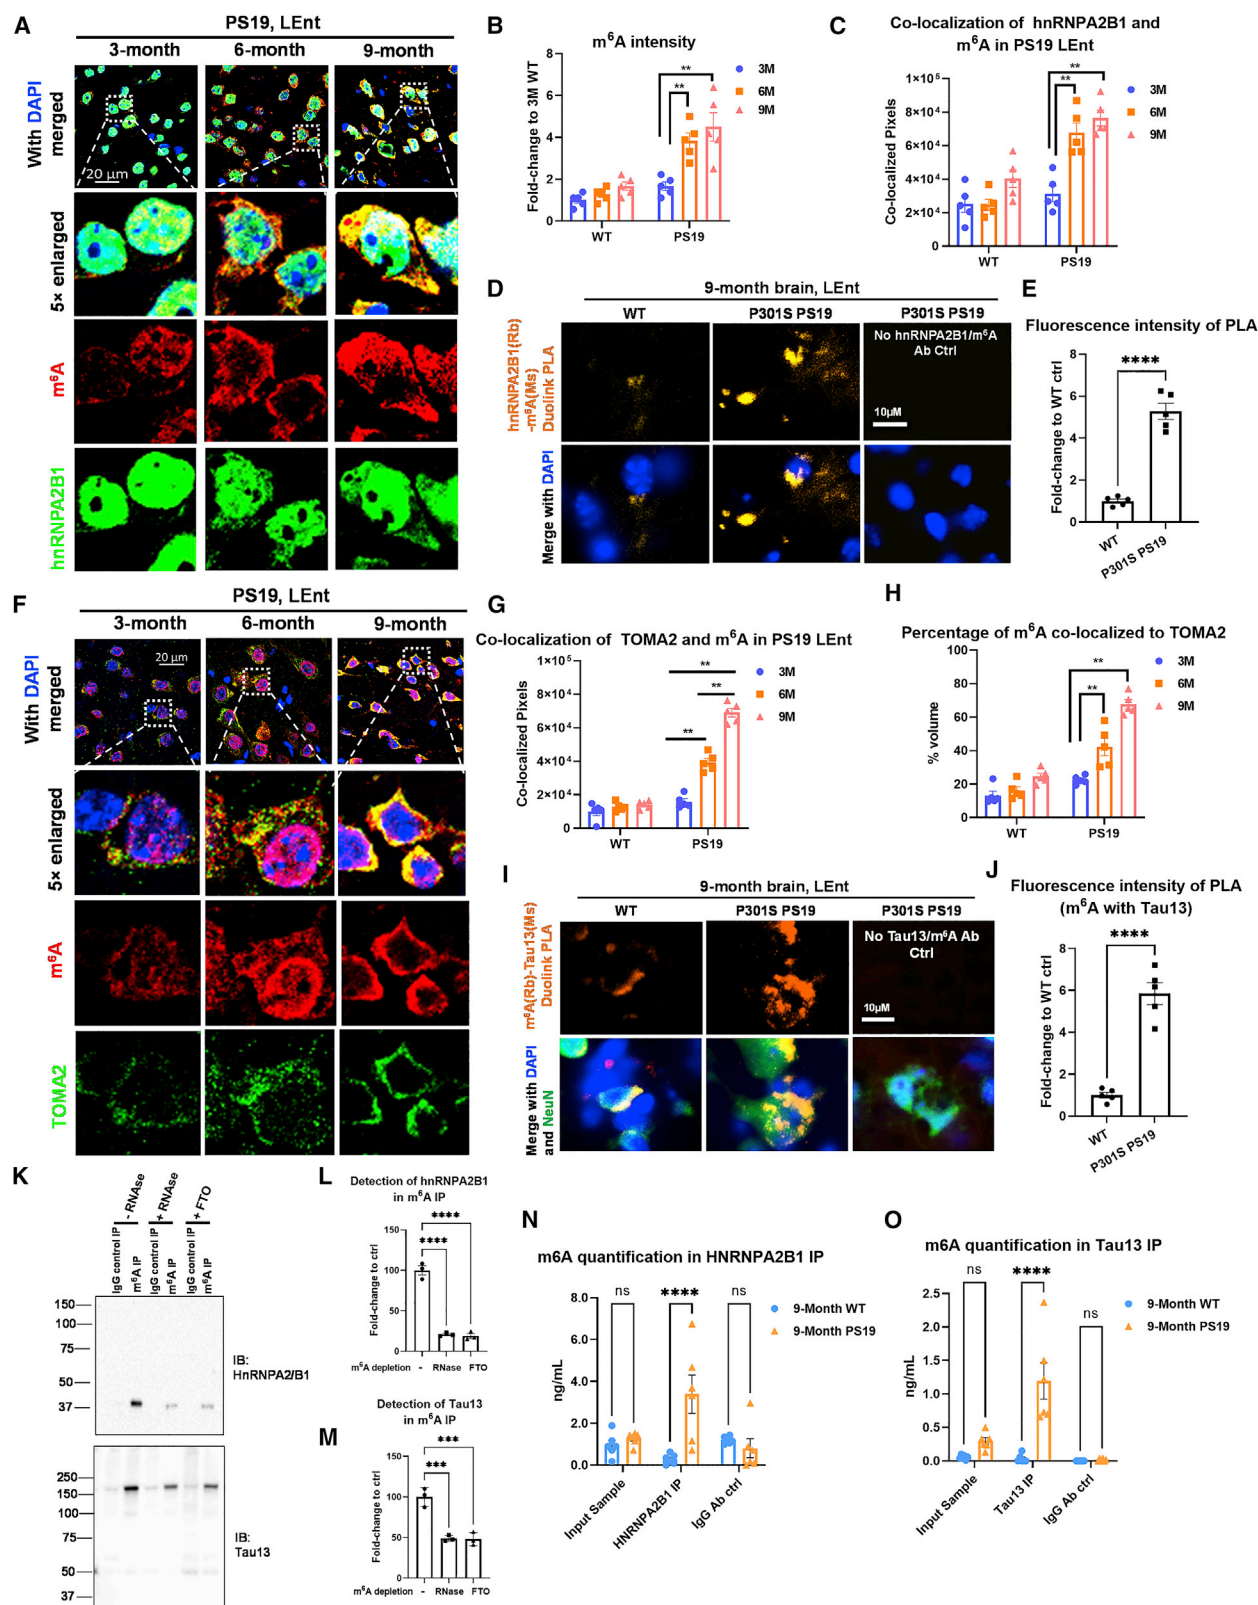 A
PS19, LEnt
3-month
6-month
9-month
With DAPI
merged
20 μm
5× enlarged
m⁶A
hnRNPA2B1
B
m⁶A intensity
Fold-change to 3M WT
8
6
4
2
0
WT
PS19
**
**
3M
6M
9M
C
Co-localization of hnRNPA2B1 and
m⁶A in PS19 LEnt
Co-localized Pixels
1×10⁵
8×10⁴
6×10⁴
4×10⁴
2×10⁴
0
WT
PS19
**
**
3M
6M
9M
D
9-month brain, LEnt
WT
P301S PS19
P301S PS19
hnRNPA2B1(Rb)
-m⁶A(Ms)
Duolink PLA
No hnRNPA2B1/m⁶A
Ab Ctrl
10μM
Merge with DAPI
E
Fluorescence intensity of PLA
Fold-change to WT ctrl
8
6
4
2
0
****
WT
P301S PS19
F
PS19, LEnt
3-month
6-month
9-month
With DAPI
merged
20 μm
5× enlarged
m⁶A
TOMA2
G
Co-localization of TOMA2 and m⁶A in PS19 LEnt
Co-localized Pixels
1×10⁵
8×10⁴
6×10⁴
4×10⁴
2×10⁴
0
WT
PS19
**
**
**
3M
6M
9M
H
Percentage of m⁶A co-localized to TOMA2
% volume
100
80
60
40
20
0
WT
PS19
**
**
3M
6M
9M
I
9-month brain, LEnt
WT
P301S PS19
P301S PS19
m⁶A(Rb)-Tau13(Ms)
Duolink PLA
No Tau13/m⁶A Ab
Ctrl
10μM
Merge with DAPI
and NeuN
J
Fluorescence intensity of PLA
(m⁶A with Tau13)
Fold-change to WT ctrl
8
6
4
2
0
****
WT
P301S PS19
K
- RNAse
+ RNAse
+ FTO
IgG control IP
m⁶A IP
IgG control IP
m⁶A IP
IgG control IP
m⁶A IP
150
100
75
50
37
IB:
HnRNPA2/B1
250
150
100
75
50
37
IB:
Tau13
L
Detection of hnRNPA2B1
in m⁶A IP
Fold-change to ctrl
150
100
50
0
****
****
m⁶A depletion - RNase FTO
M
Detection of Tau13
in m⁶A IP
Fold-change to ctrl
150
100
50
0
***
***
m⁶A depletion - RNase FTO
N
m6A quantification in HNRNPA2B1 IP
ng/mL
8.0
6.0
4.0
2.0
0.0
ns
****
ns
9-Month WT
9-Month PS19
Input Sample
HNRNPA2B1 IP
IgG Ab ctrl
O
m6A quantification in Tau13 IP
ng/mL
2.5
2.0
1.5
1.0
0.5
0.0
ns
****
ns
9-Month WT
9-Month PS19
Input Sample
Tau13 IP
IgG Ab ctrl